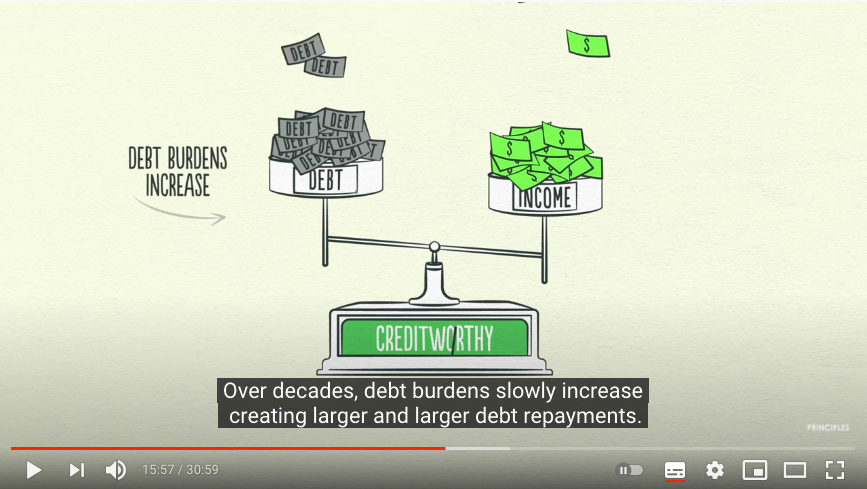 DEBT
DEBT
$
DEBT
DEBT
DEBT
DEBT
$
$
DEBT BURDENS
INCREASE
DEBT
INCOME
CREDITWORTHY
Over decades, debt burdens slowly increase
creating larger and larger debt repayments.
PRINCIPLES
15:57 / 30:59